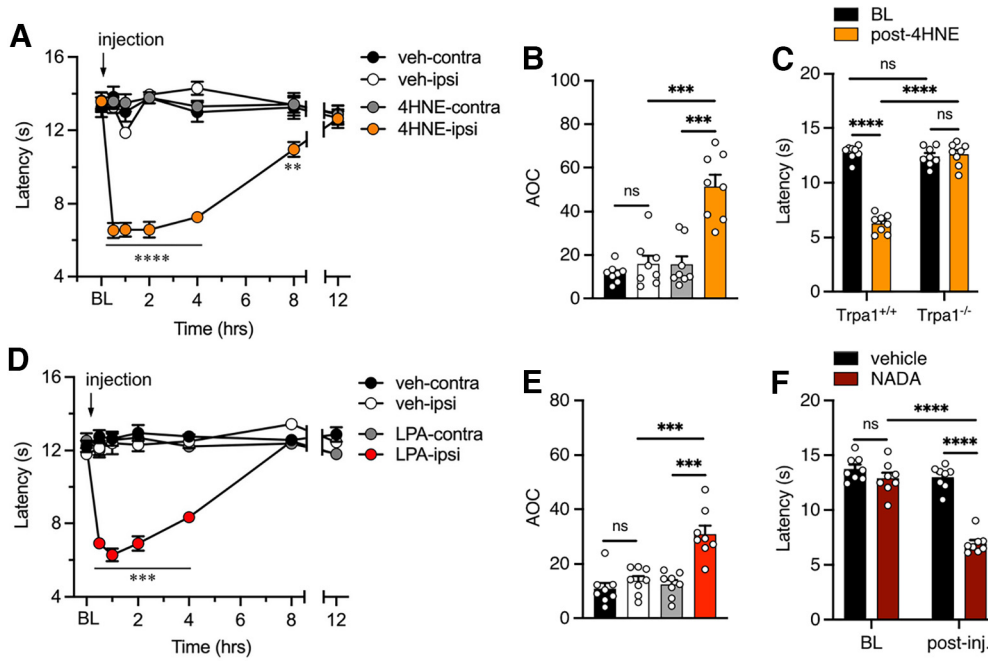 A
injection
16
12
8
4
Latency (s)
BL
2
4
8
12
Time (hrs)
veh-contra
veh-ipsi
4HNE-contra
4HNE-ipsi
**
****
B
100
80
60
40
20
0
AOC
ns
***
***
BL
post-4HNE
C
20
15
10
5
0
Latency (s)
ns
****
****
ns
Trpa1+/+
Trpa1-/-
D
injection
16
12
8
4
Latency (s)
BL
2
4
8
12
Time (hrs)
veh-contra
veh-ipsi
LPA-contra
LPA-ipsi
***
E
80
60
40
20
0
AOC
ns
***
***
vehicle
NADA
F
20
15
10
5
0
Latency (s)
ns
****
****
BL
post-inj.